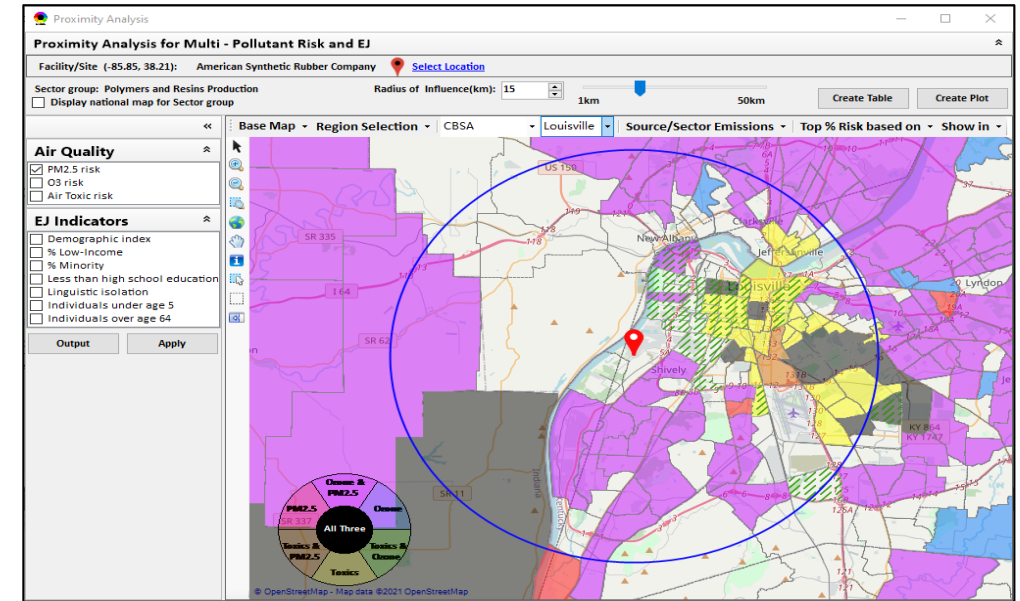 Proximity Analysis
Proximity Analysis for Multi - Pollutant Risk and EJ
Facility/Site (-85.85, 38.21): American Synthetic Rubber Company Select Location
Sector group: Polymers and Resins Production
Display national map for Sector group
Radius of Influence(km): 15
1km 50km
Create Table Create Plot
Base Map Region Selection CBSA Louisville Source/Sector Emissions Top % Risk based on Show in
Air Quality
PM2.5 risk
O3 risk
Air Toxic risk
EJ Indicators
Demographic index
% Low-Income
% Minority
Less than high school education
Linguistic isolation
Individuals under age 5
Individuals over age 64
Output Apply
US 150
Clarksville
New Albany
Jeffersonville
SR 335
118
119
I 64
Louisville
Lyndon
SR 62
Shively
KY 864
KY 1747
SR 11
Indiana
Kentucky
SR 337
Ozone & PM2.5
PM2.5
Ozone
All Three
Toxics & PM2.5
Toxics & Ozone
Toxics
© OpenStreetMap - Map data ©2021 OpenStreetMap